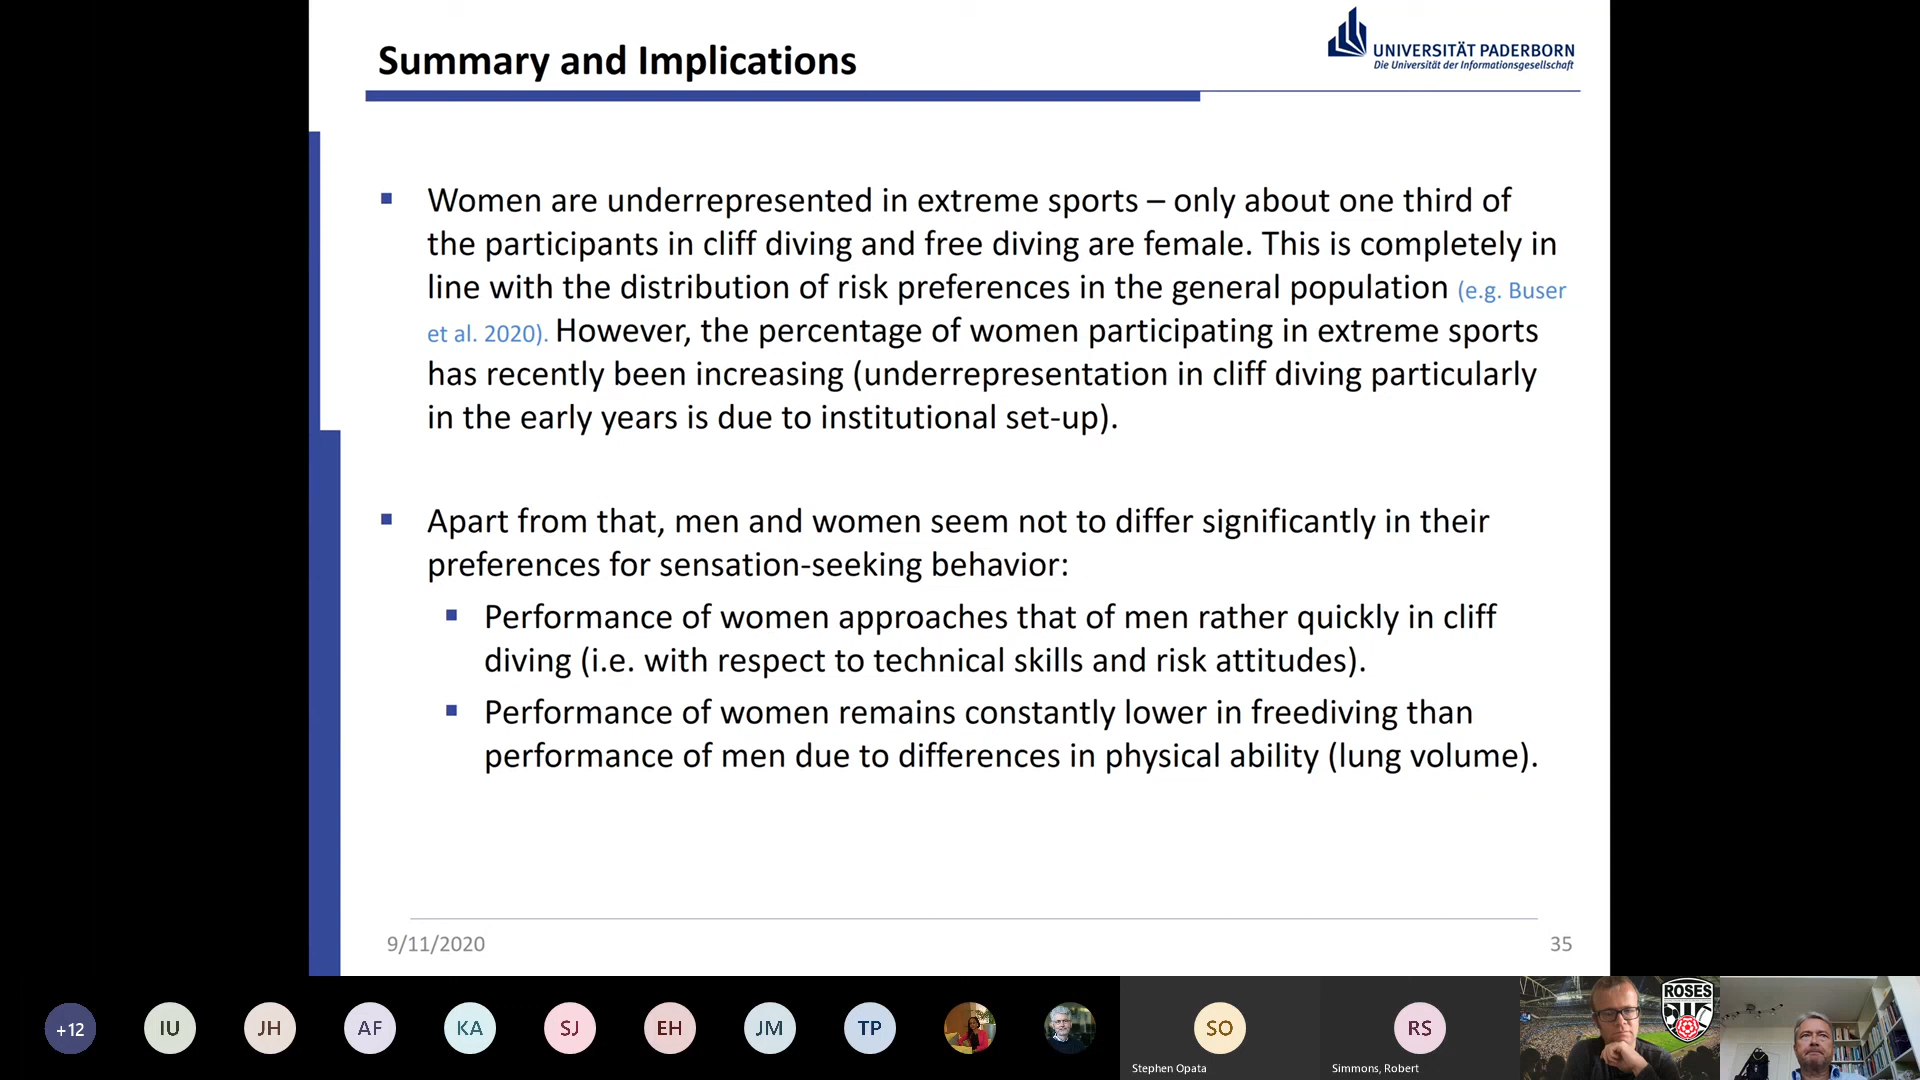 Summary and Implications
UNIVERSITÄT PADERBORN
Die Universität der Informationsgesellschaft
Women are underrepresented in extreme sports – only about one third of
the participants in cliff diving and free diving are female. This is completely in
line with the distribution of risk preferences in the general population (e.g. Buser
et al. 2020). However, the percentage of women participating in extreme sports
has recently been increasing (underrepresentation in cliff diving particularly
in the early years is due to institutional set-up).
Apart from that, men and women seem not to differ significantly in their
preferences for sensation-seeking behavior:
Performance of women approaches that of men rather quickly in cliff
diving (i.e. with respect to technical skills and risk attitudes).
Performance of women remains constantly lower in freediving than
performance of men due to differences in physical ability (lung volume).
9/11/2020
35
+12
IU
JH
AF
KA
SJ
EH
JM
TP
SO
Stephen Opata
RS
Simmons, Robert
ROSES